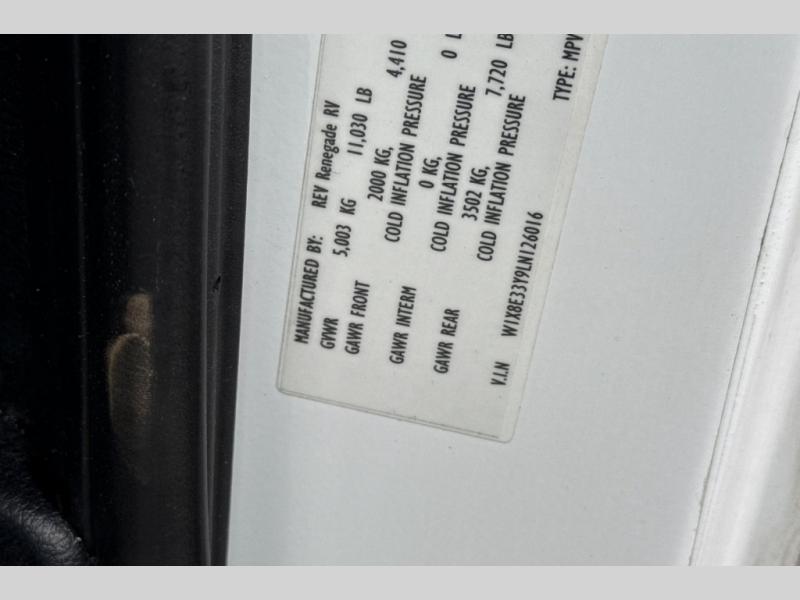 MANUFACTURED BY: REV Renegade RV
GVWR 5,003 KG 11,030 LB
GAWR FRONT 2000 KG, 4,410
COLD INFLATION PRESSURE
GAWR INTERM 0 KG, 0 L
COLD INFLATION PRESSURE
GAWR REAR 3502 KG, 7,720 LB
COLD INFLATION PRESSURE
V.I.N W1X8E33Y9LN126016 TYPE: MPV